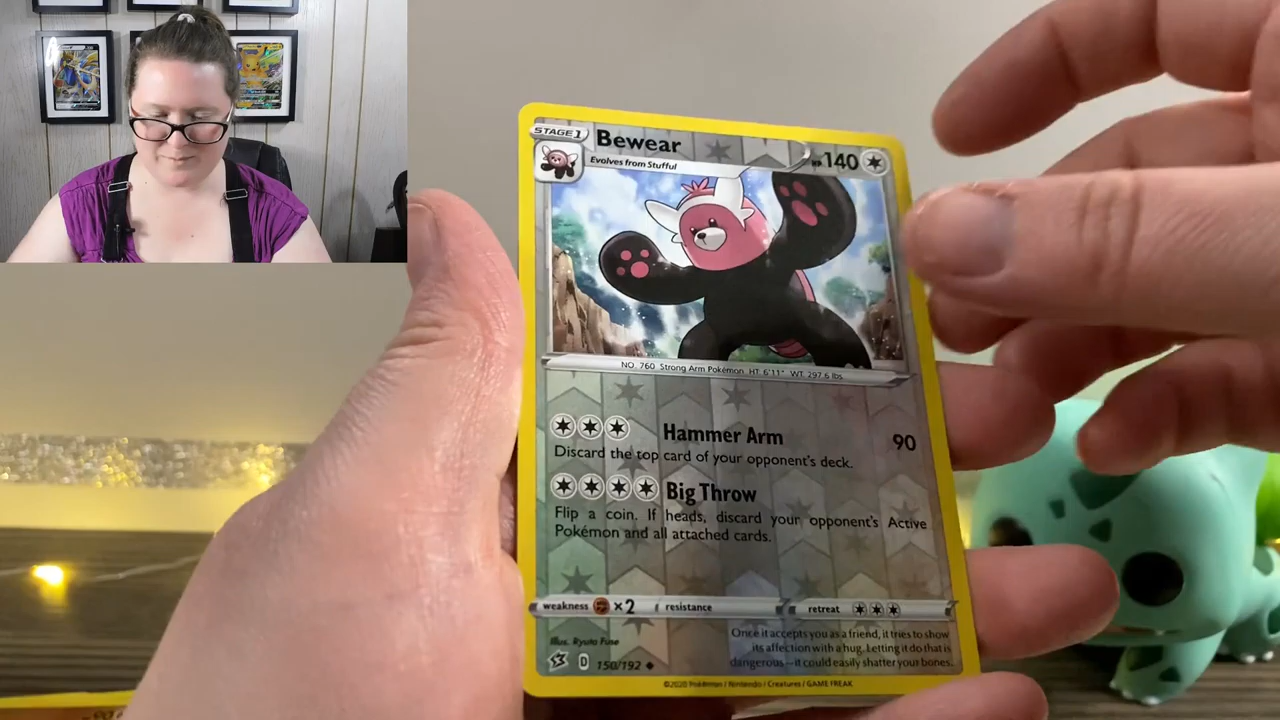 STAGE 1
Bewear
HP 140
Evolves from Stufful
NO. 760 Strong Arm Pokémon HT: 6'11" WT: 297.6 lbs.
Hammer Arm 90
Discard the top card of your opponent's deck.
Big Throw
Flip a coin. If heads, discard your opponent's Active
Pokémon and all attached cards.
weakness ×2 resistance retreat
Illus. Ryuta Fuse
D 150/192
Once it accepts you as a friend, it tries to show
its affection with a hug. Letting it do that is
dangerous—it could easily shatter your bones.
©2020 Pokémon / Nintendo / Creatures / GAME FREAK